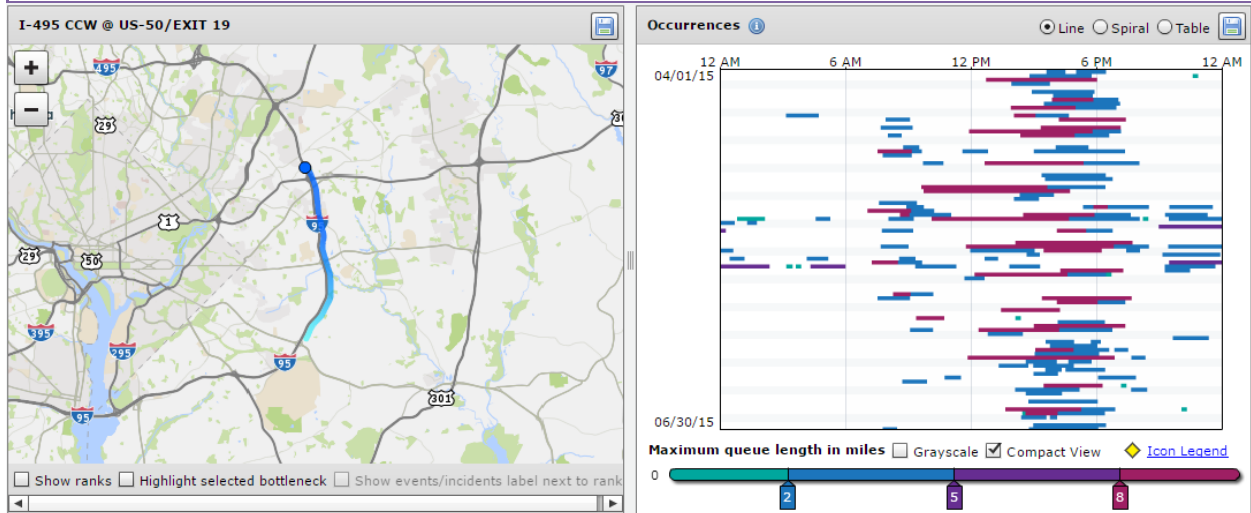 I-495 CCW @ US-50/EXIT 19
+
−
495
97
29
1
95
29
50
395
295
95
95
301
Show ranks Highlight selected bottleneck Show events/incidents label next to rank
Occurrences Line Spiral Table
12 AM 6 AM 12 PM 6 PM 12 AM
04/01/15
06/30/15
Maximum queue length in miles Grayscale Compact View Icon Legend
0
2 5 8